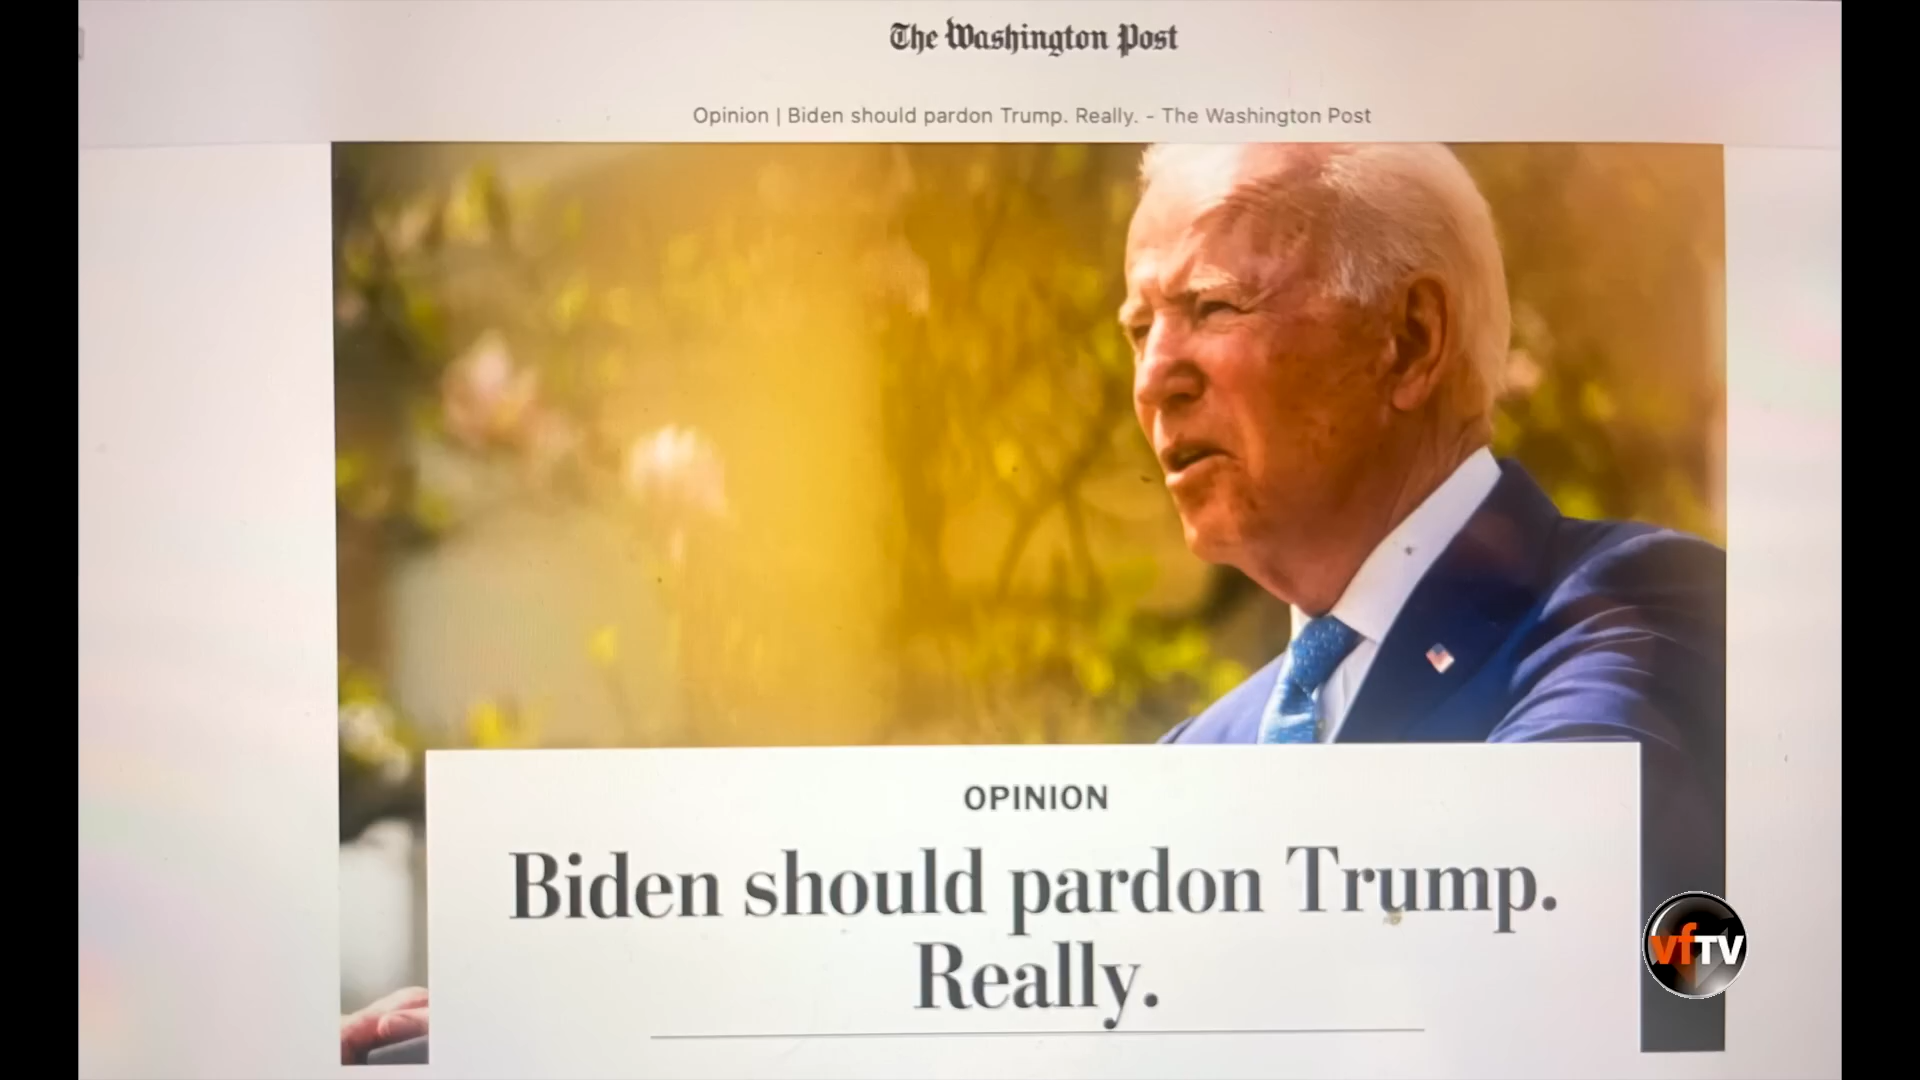 The Washington Post
Opinion | Biden should pardon Trump. Really. - The Washington Post
OPINION
Biden should pardon Trump.
Really.
vfTV